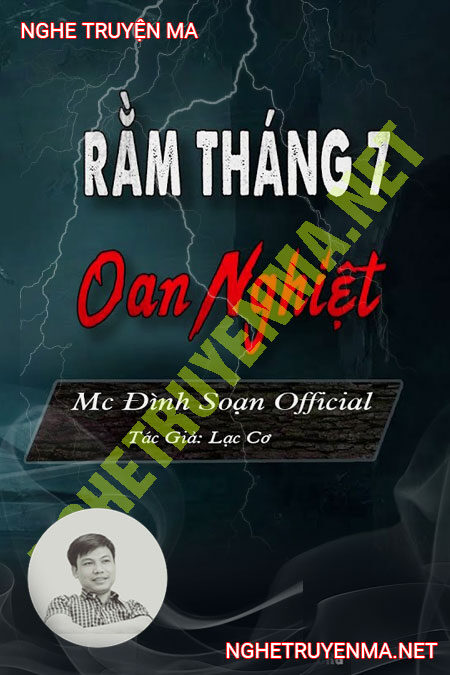 NGHE TRUYỆN MA
RẰM THÁNG 7
Oan Nghiệt
Mc Đình Soạn Official
Tác Giả: Lạc Cơ
NGHETRUYENMA.NET
NGHETRUYENMA.NET